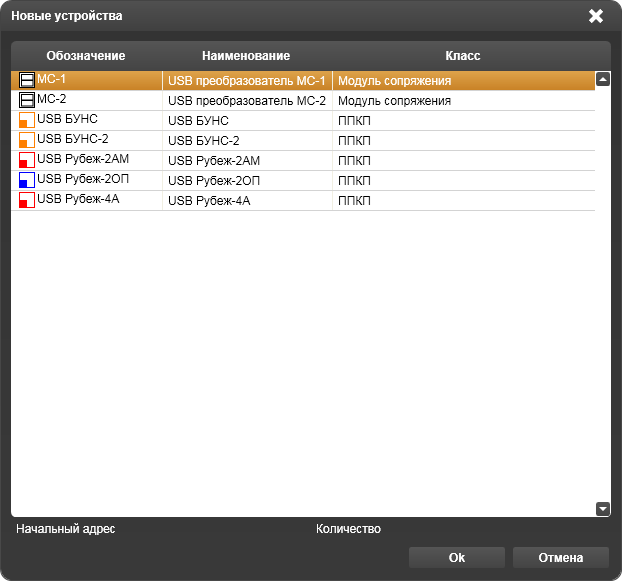 Новые устройства
Обозначение Наименование Класс
МС-1 USB преобразователь МС-1 Модуль сопряжения
МС-2 USB преобразователь МС-2 Модуль сопряжения
USB БУНС USB БУНС ППКП
USB БУНС-2 USB БУНС-2 ППКП
USB Рубеж-2АМ USB Рубеж-2АМ ППКП
USB Рубеж-2ОП USB Рубеж-2ОП ППКП
USB Рубеж-4А USB Рубеж-4А ППКП
Начальный адрес Количество
Ok Отмена